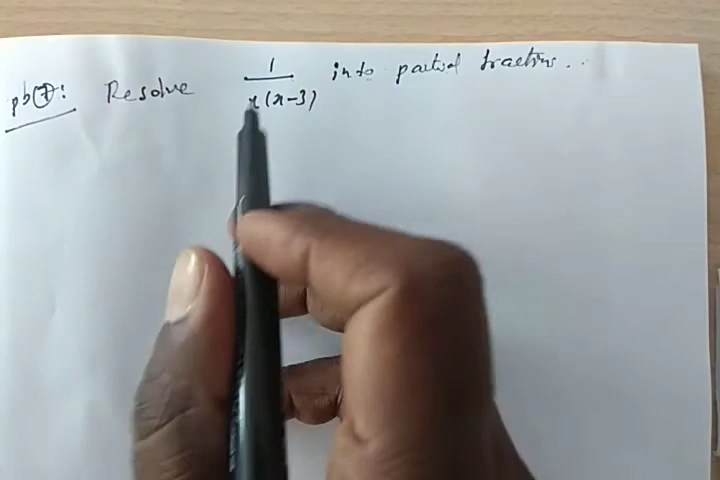 pb⑦: Resolve 1/x(x-3) into partial fractions..